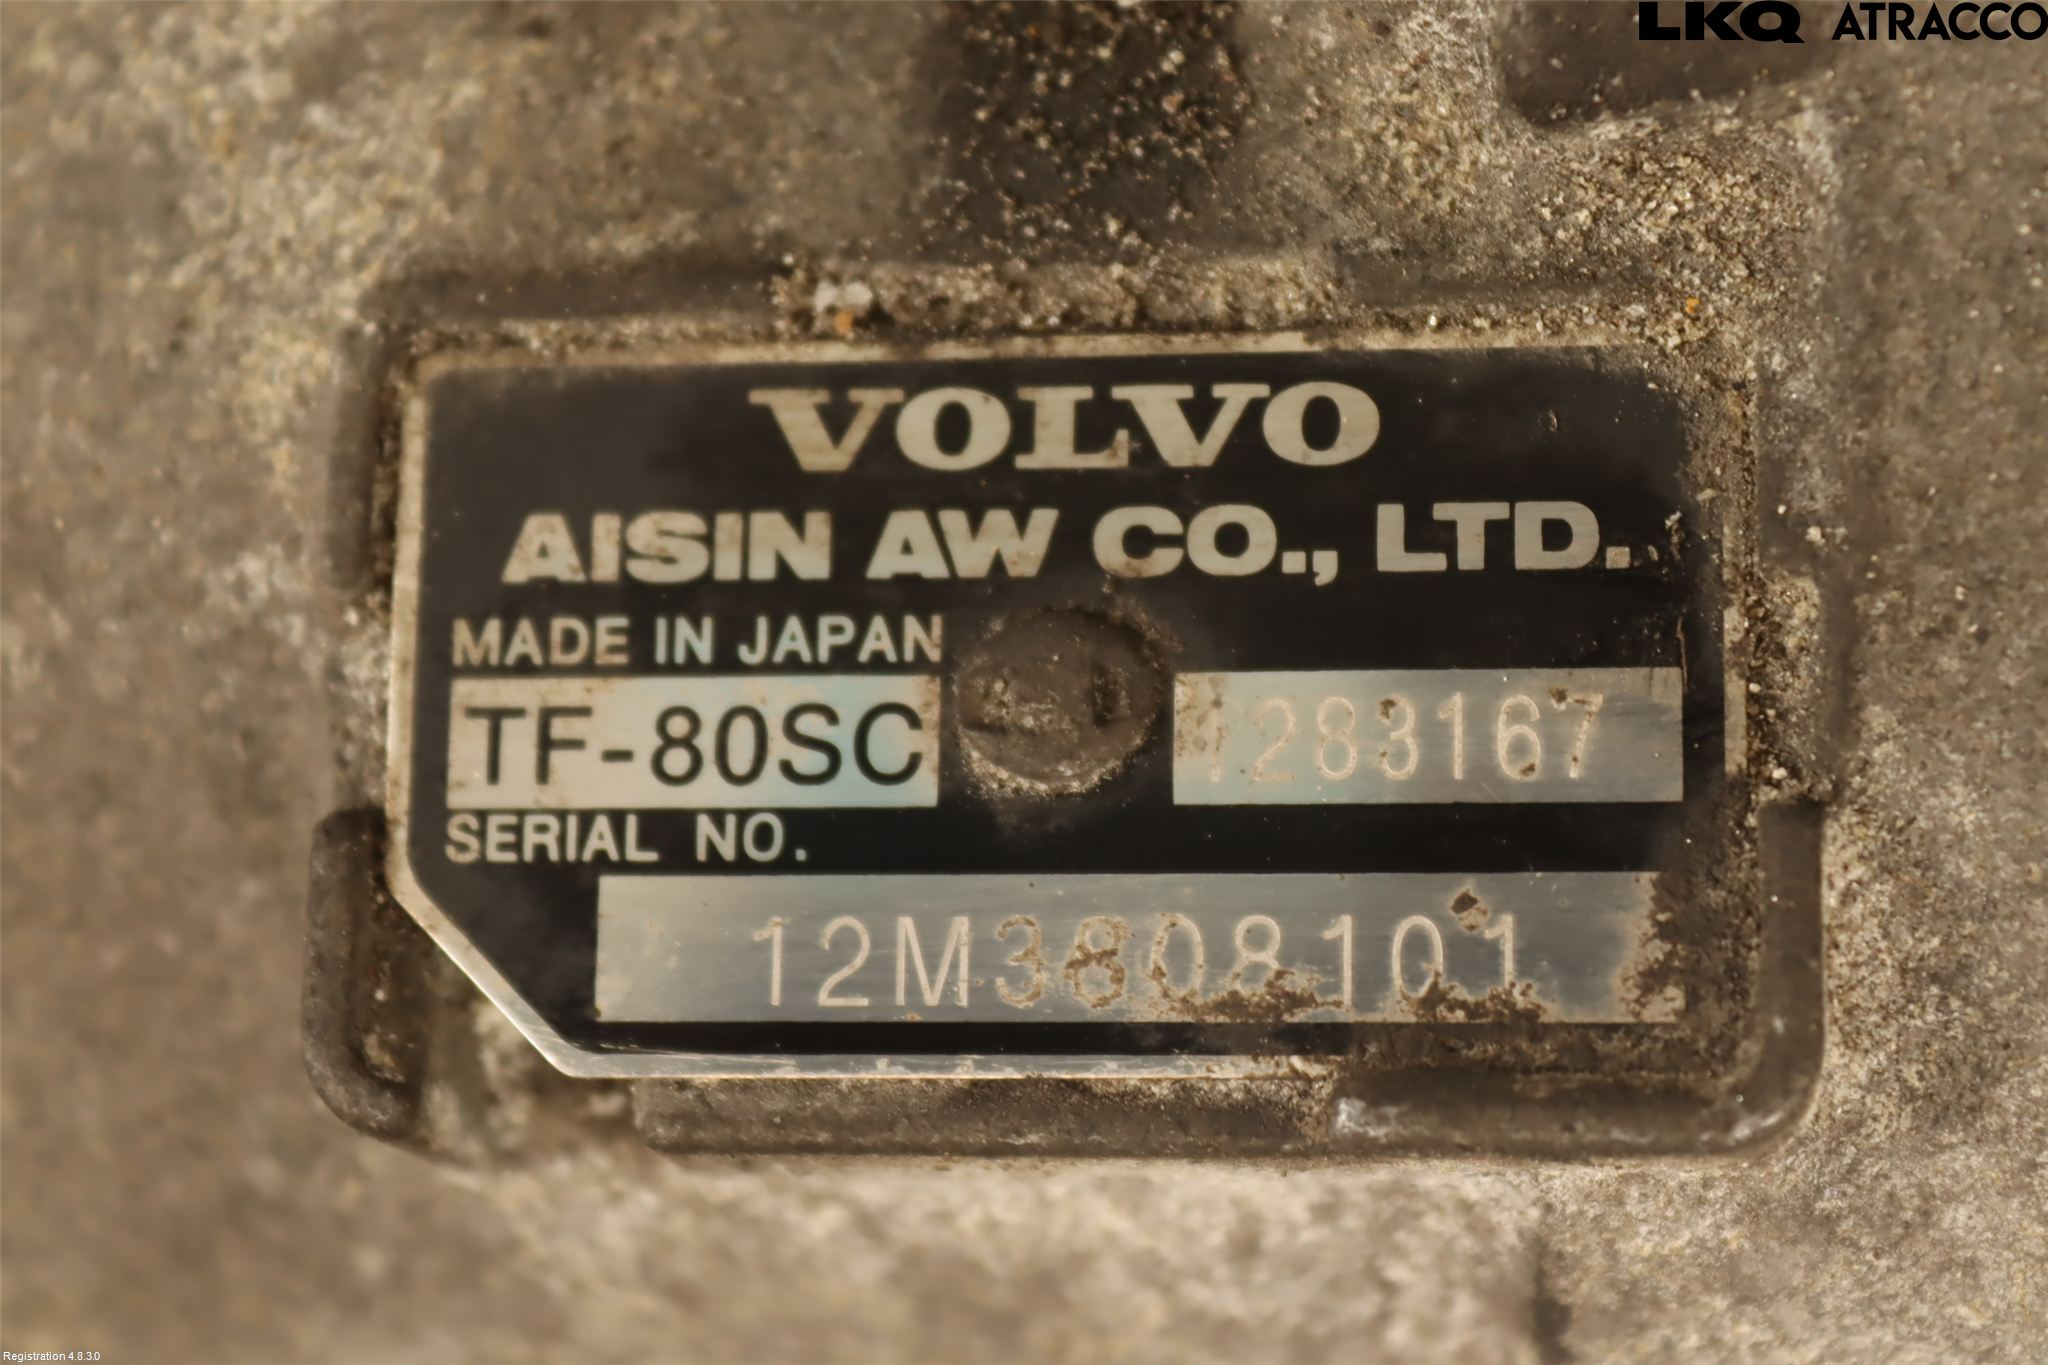 LKQ ATRACCO
VOLVO
AISIN AW CO., LTD.
MADE IN JAPAN
TF-80SC 1283167
SERIAL NO.
12M3808101
Registration 4.8.3.0